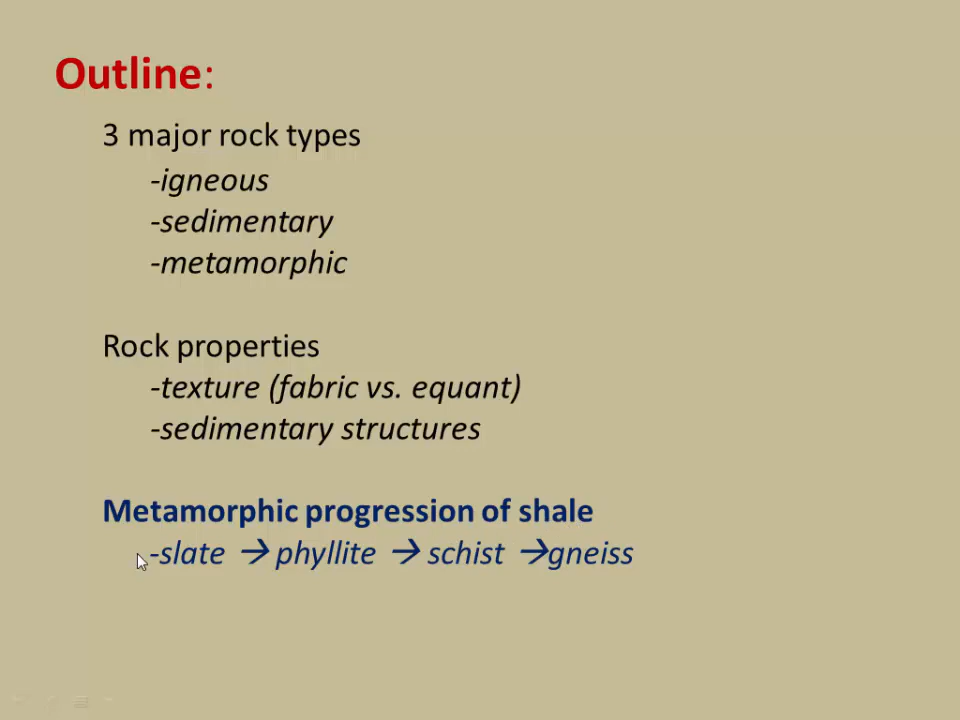 Outline:
3 major rock types
-igneous
-sedimentary
-metamorphic
Rock properties
-texture (fabric vs. equant)
-sedimentary structures
Metamorphic progression of shale
-slate → phyllite → schist →gneiss